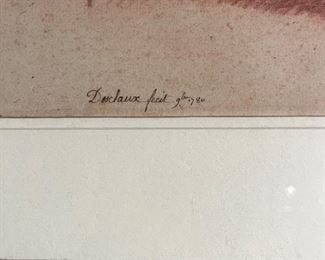 Desclaux fecit 9bre 1780